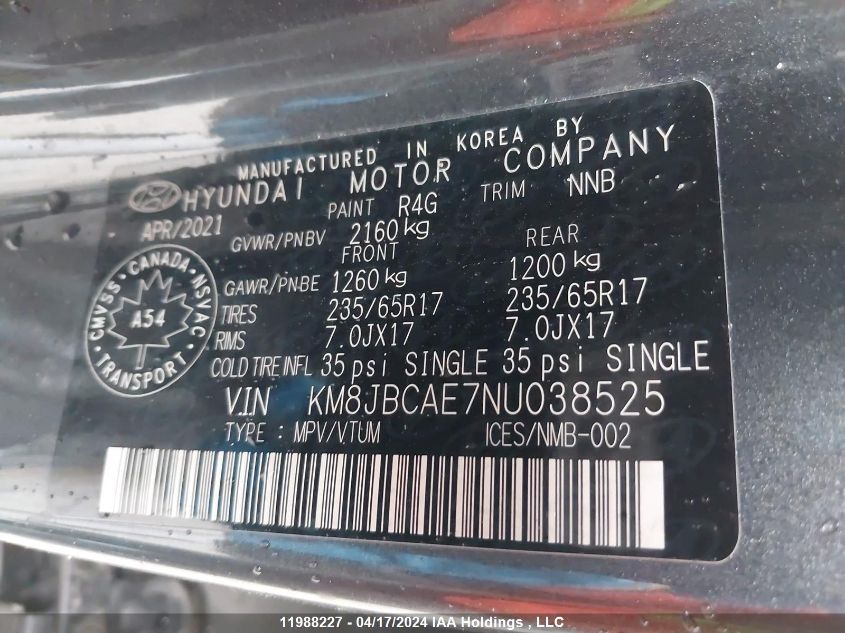 MANUFACTURED IN KOREA BY
HYUNDAI MOTOR COMPANY
APR/2021 PAINT R4G TRIM NNB
GVWR/PNBV 2160 kg
FRONT REAR
GAWR/PNBE 1260 kg 1200 kg
TIRES 235/65R17 235/65R17
RIMS 7.0JX17 7.0JX17
COLD TIRE INFL 35 psi SINGLE 35 psi SINGLE
VIN KM8JBCAE7NU038525
TYPE : MPV/VTUM ICES/NMB-002
CMVSS · CANADA · NSVAC · TRANSPORT ·
A54
11988227 - 04/17/2024 IAA Holdings , LLC